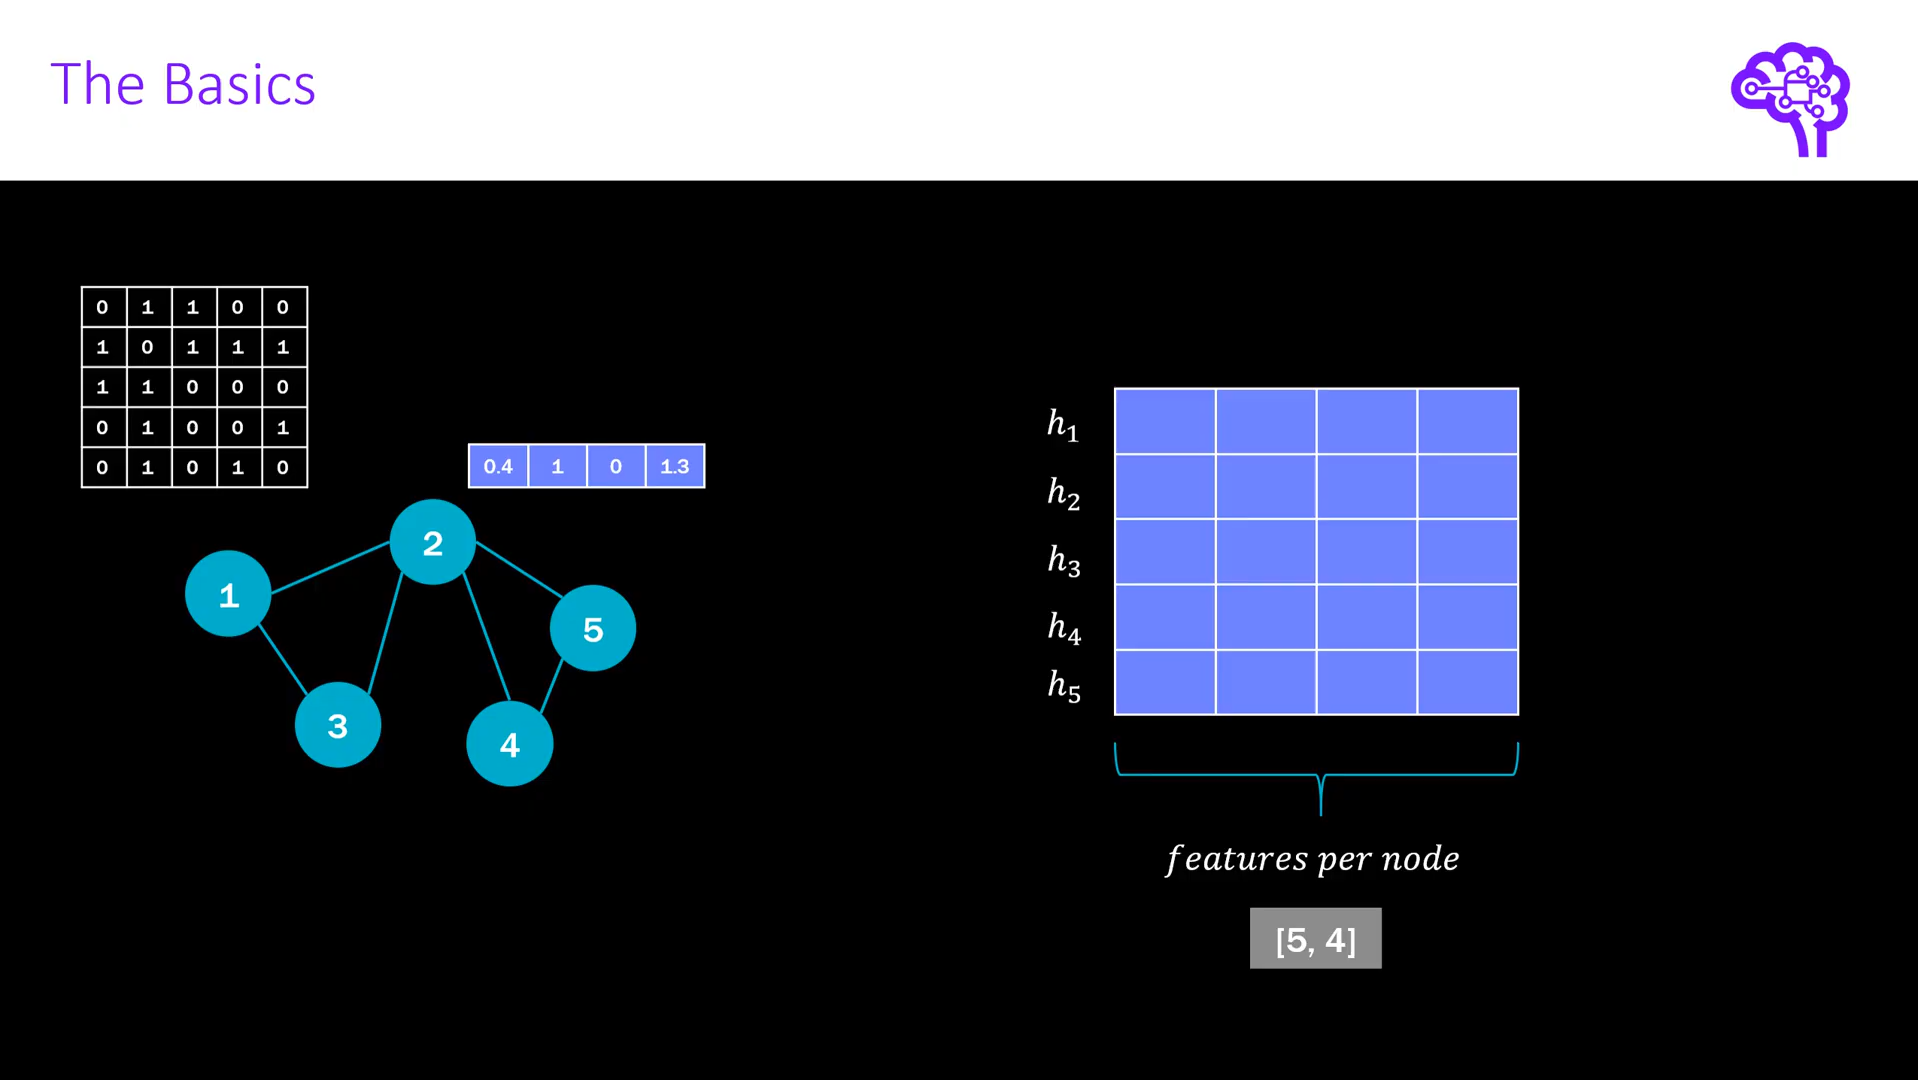 The Basics
0 1 1 0 0
1 0 1 1 1
1 1 0 0 0
0 1 0 0 1
0 1 0 1 0
0.4 1 0 1.3
1
2
3
4
5
h₁
h₂
h₃
h₄
h₅
features per node
[5, 4]